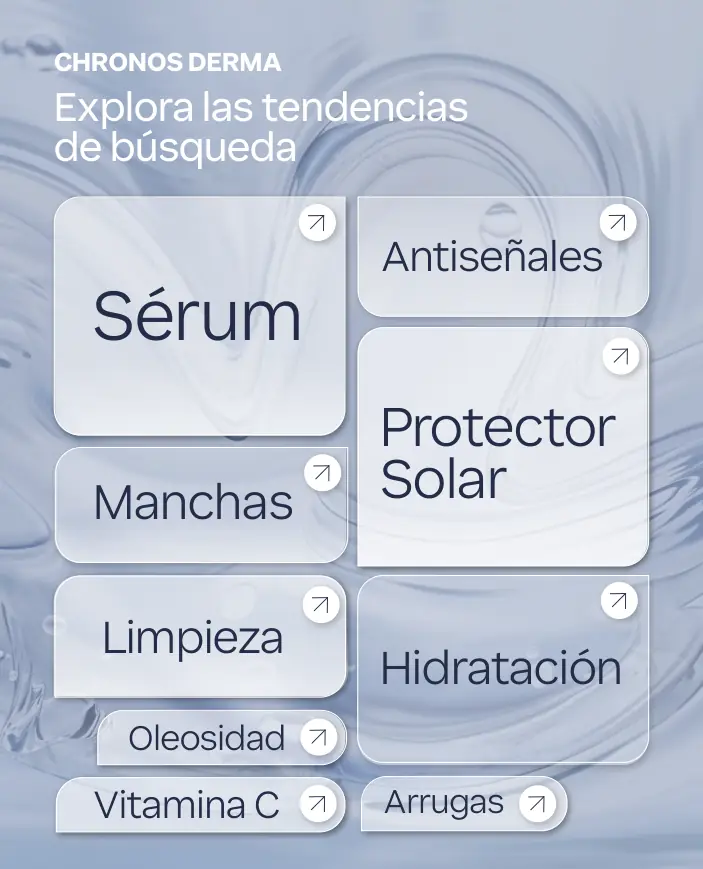 CHRONOS DERMA
Explora las tendencias
de búsqueda
Sérum
Antiseñales
Protector
Solar
Manchas
Limpieza
Hidratación
Oleosidad
Vitamina C
Arrugas